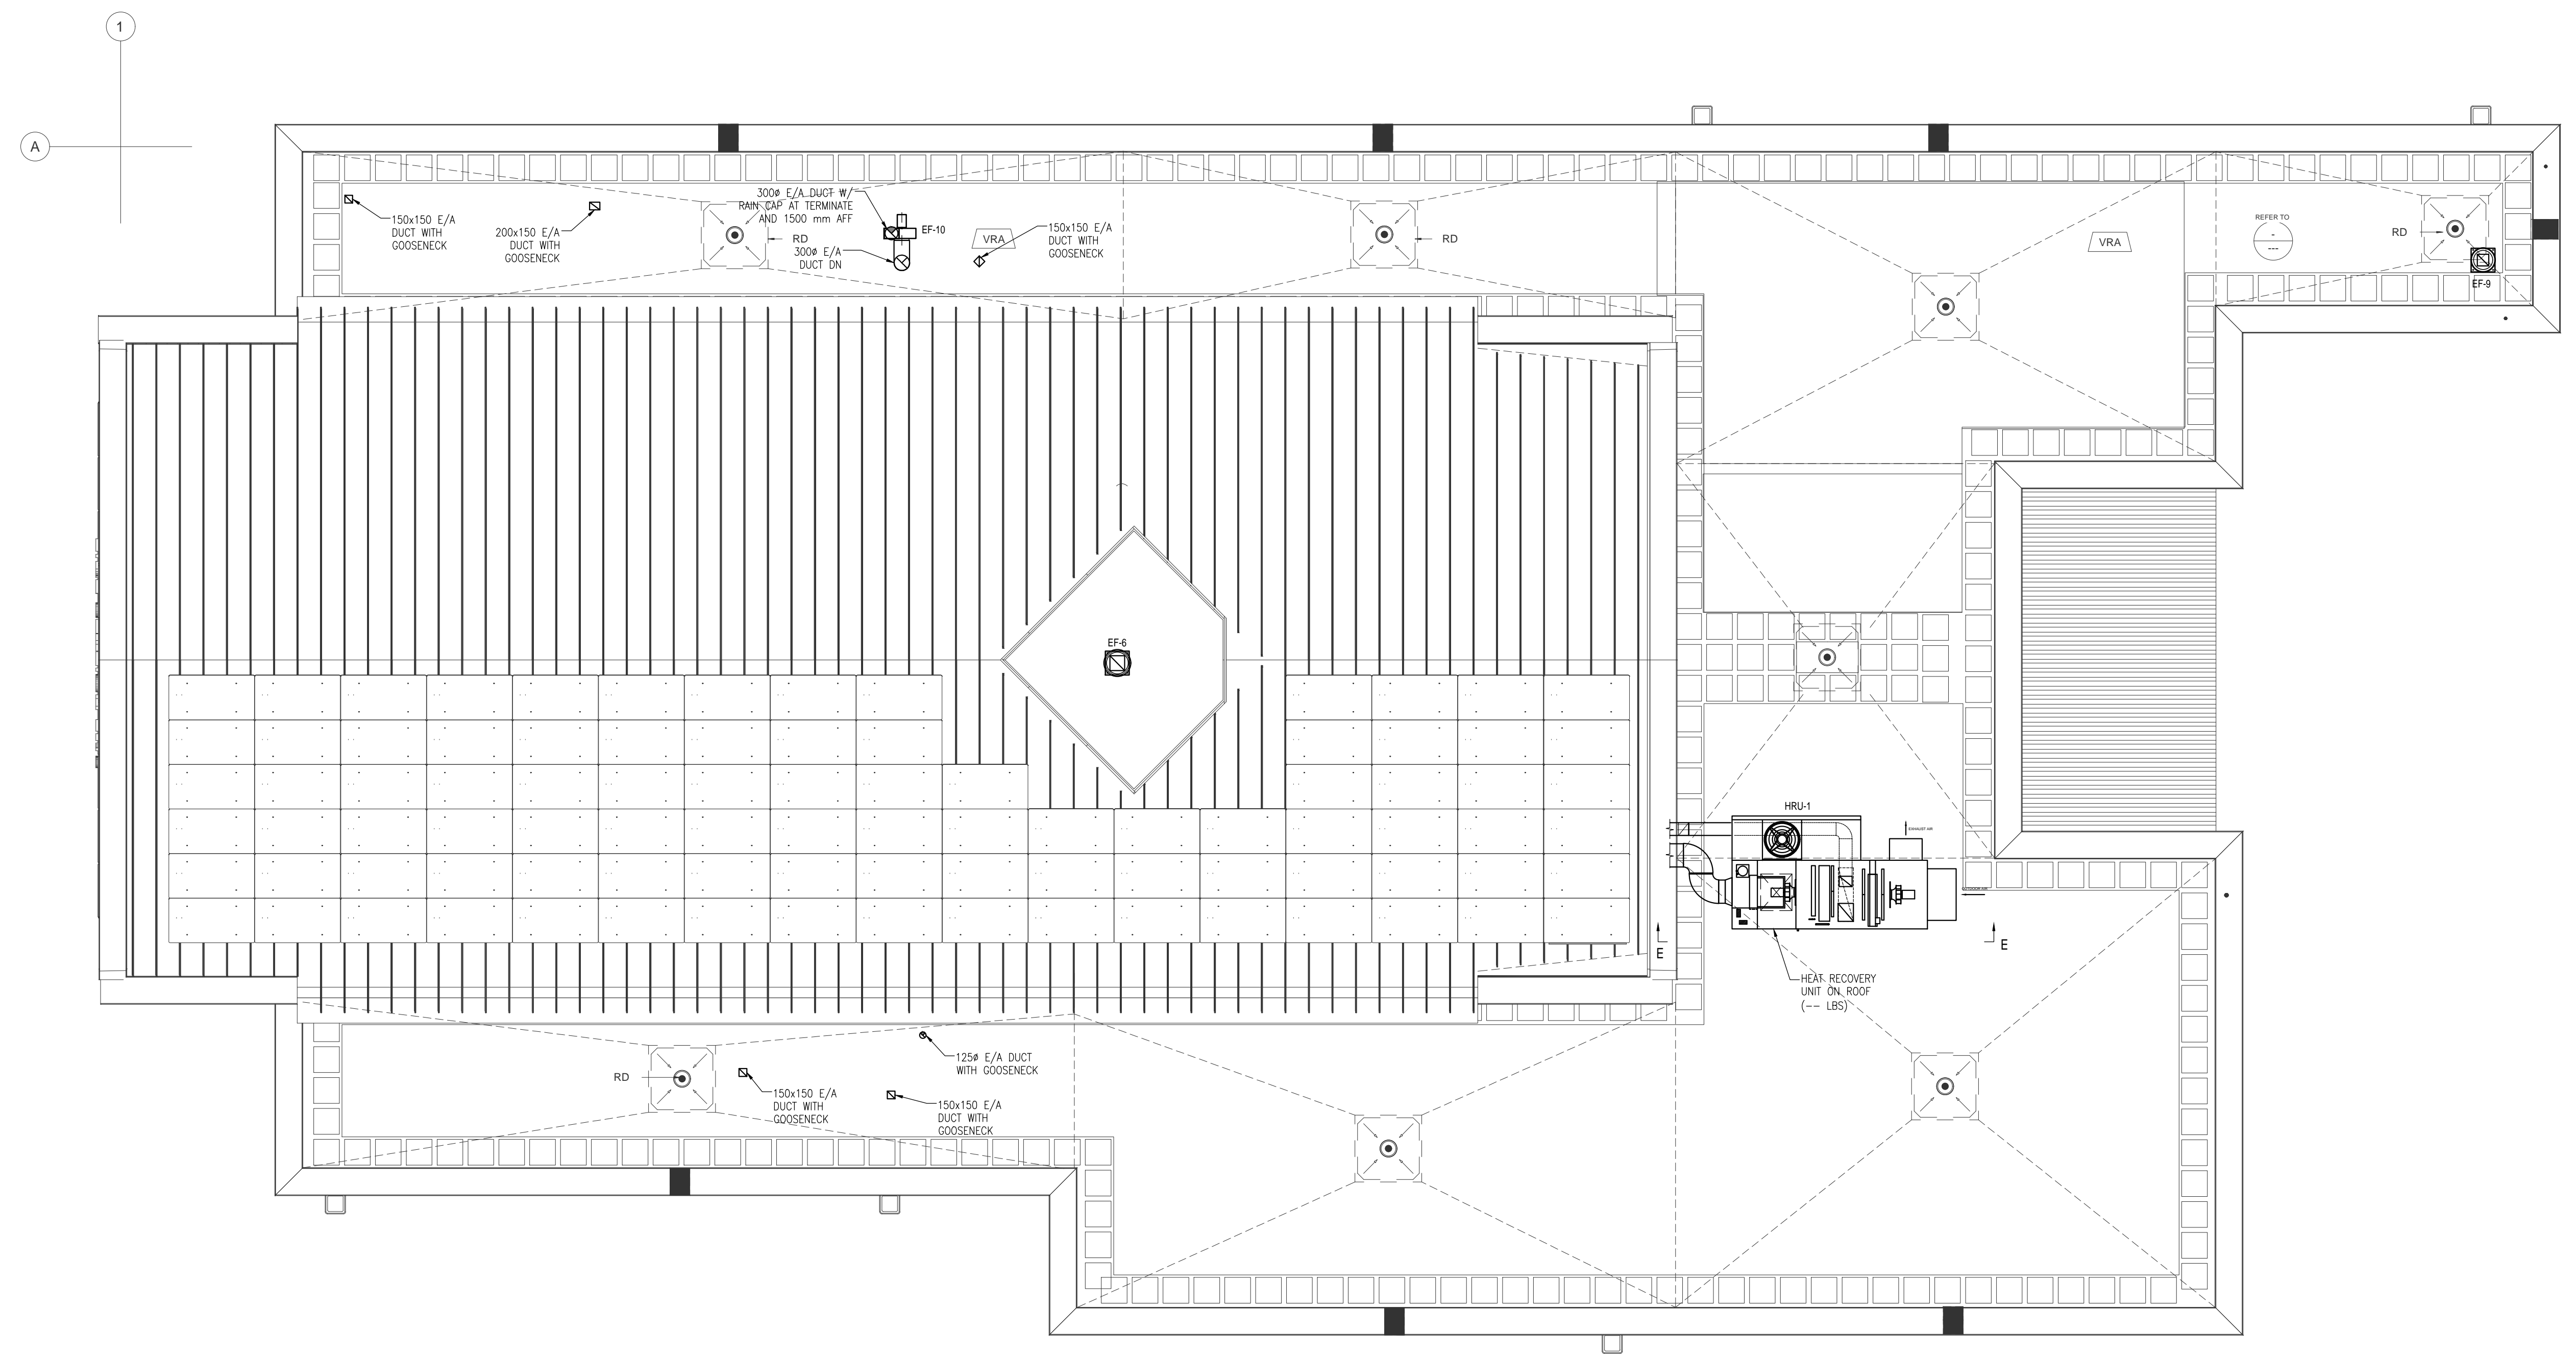 1
A
150x150 E/A
DUCT WITH
GOOSENECK
200x150 E/A
DUCT WITH
GOOSENECK
300ø E/A DUCT W/
RAIN CAP AT TERMINATE
AND 1500 mm AFF
RD
300ø E/A
DUCT DN
EF-10
VRA
150x150 E/A
DUCT WITH
GOOSENECK
RD
VRA
REFER TO
-
---
RD
EF-9
EF-6
HRU-1
EXHAUST AIR
OUTDOOR AIR
E
E
HEAT RECOVERY
UNIT ON ROOF
(-- LBS)
RD
125ø E/A DUCT
WITH GOOSENECK
150x150 E/A
DUCT WITH
GOOSENECK
150x150 E/A
DUCT WITH
GOOSENECK